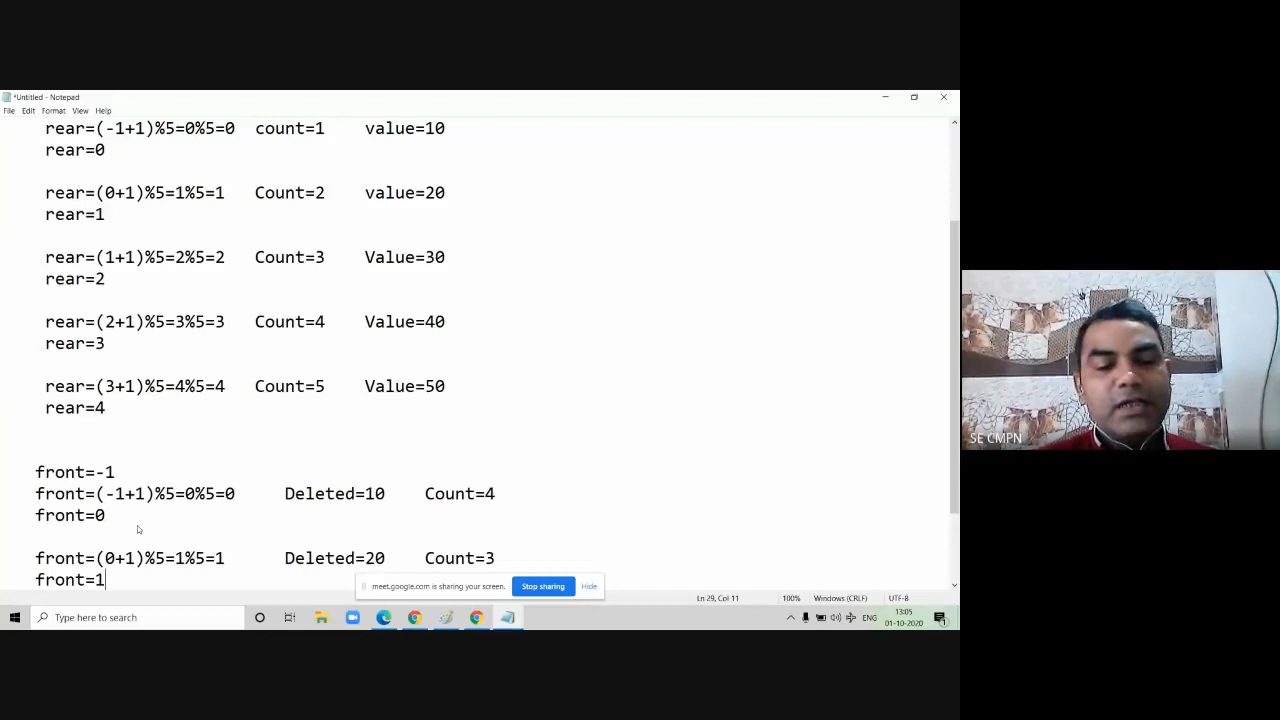 *Untitled - Notepad
File Edit Format View Help
rear=(-1+1)%5=0%5=0 count=1 value=10
rear=0
rear=(0+1)%5=1%5=1 Count=2 value=20
rear=1
rear=(1+1)%5=2%5=2 Count=3 Value=30
rear=2
rear=(2+1)%5=3%5=3 Count=4 Value=40
rear=3
rear=(3+1)%5=4%5=4 Count=5 Value=50
rear=4
front=-1
front=(-1+1)%5=0%5=0 Deleted=10 Count=4
front=0
front=(0+1)%5=1%5=1 Deleted=20 Count=3
front=1
meet.google.com is sharing your screen. Stop sharing Hide
Ln 29, Col 11 100% Windows (CRLF) UTF-8
Type here to search
ENG
13:05
01-10-2020
1
SE CMPN